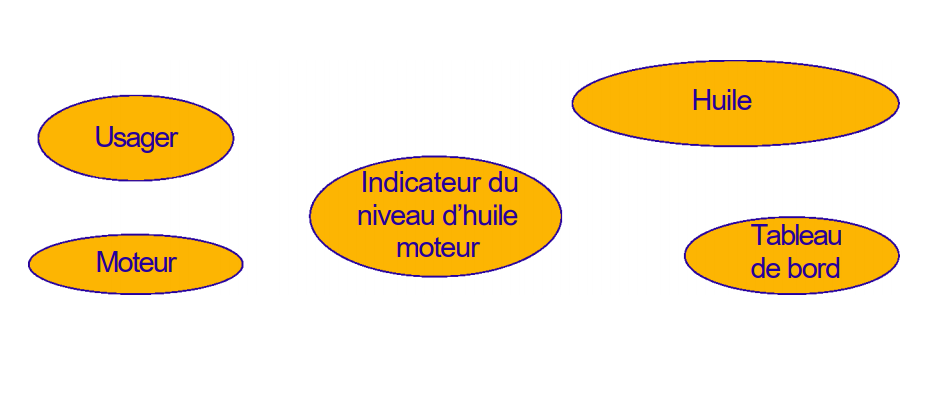 Huile
Usager
Indicateur du
niveau d’huile
moteur
Moteur
Tableau
de bord